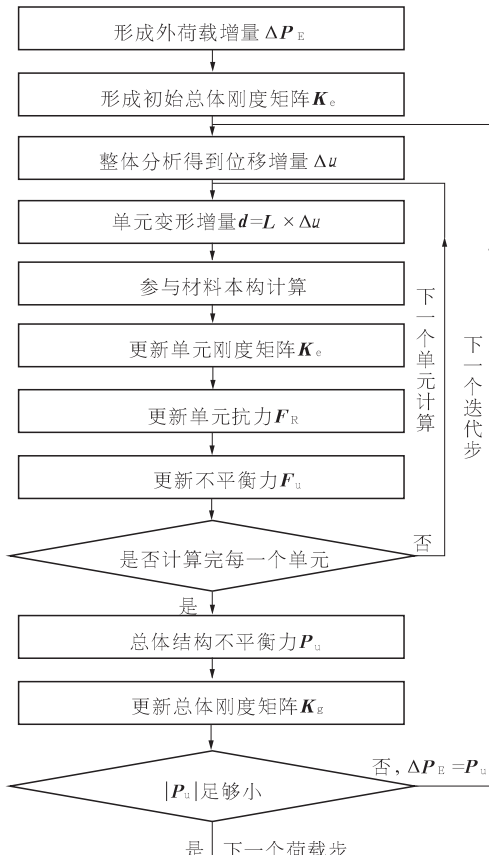 形成外荷载增量 ΔP_E
形成初始总体刚度矩阵K_e
整体分析得到位移增量 Δu
单元变形增量d=L×Δu
参与材料本构计算
更新单元刚度矩阵K_e
更新单元抗力F_R
更新不平衡力F_u
是否计算完每一个单元
否
下一个单元计算
下一个迭代步
是
总体结构不平衡力P_u
更新总体刚度矩阵K_g
|P_u|足够小
否, ΔP_E=P_u
是
下一个荷载步